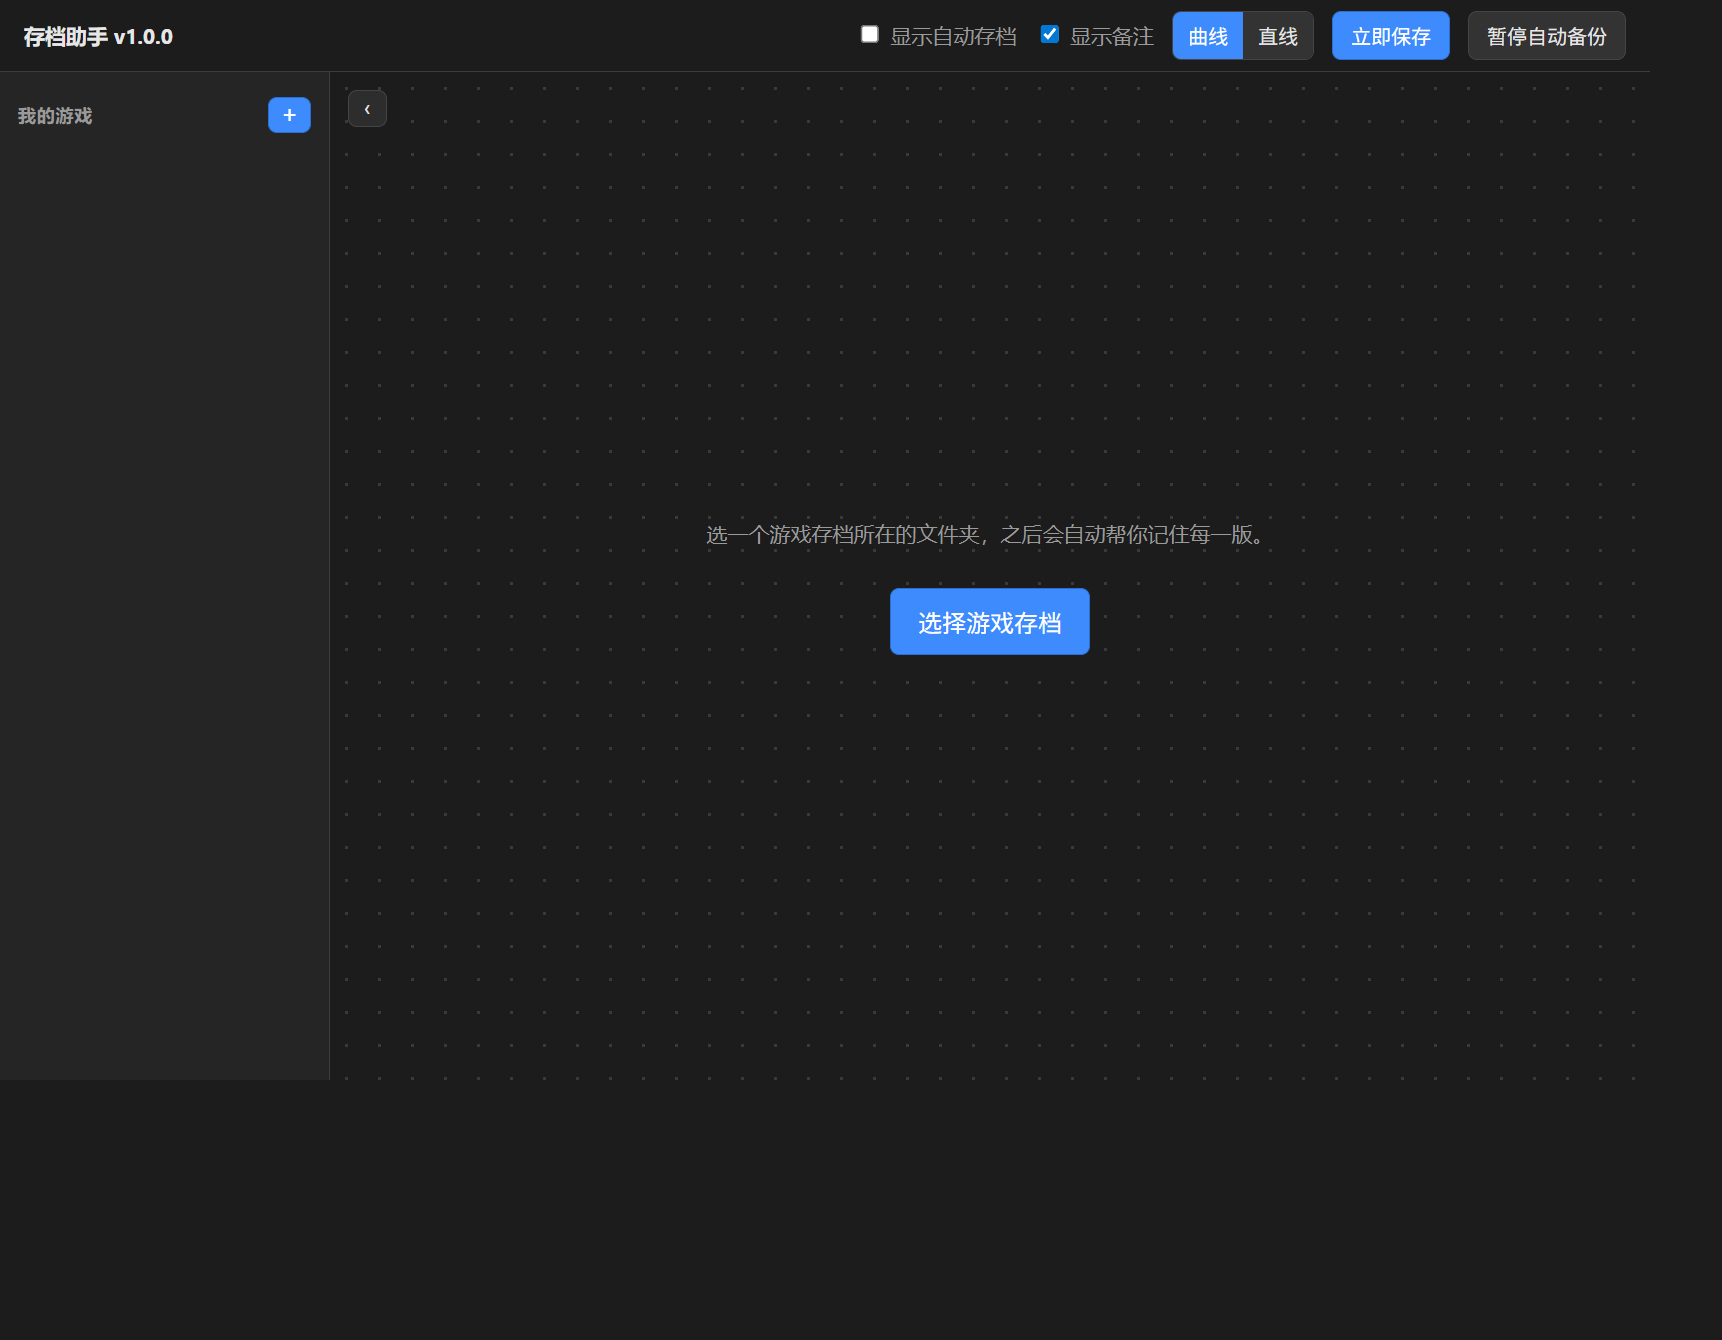 存档助手 v1.0.0
显示自动存档
显示备注
曲线
直线
立即保存
暂停自动备份
我的游戏
+
‹
选一个游戏存档所在的文件夹，之后会自动帮你记住每一版。
选择游戏存档